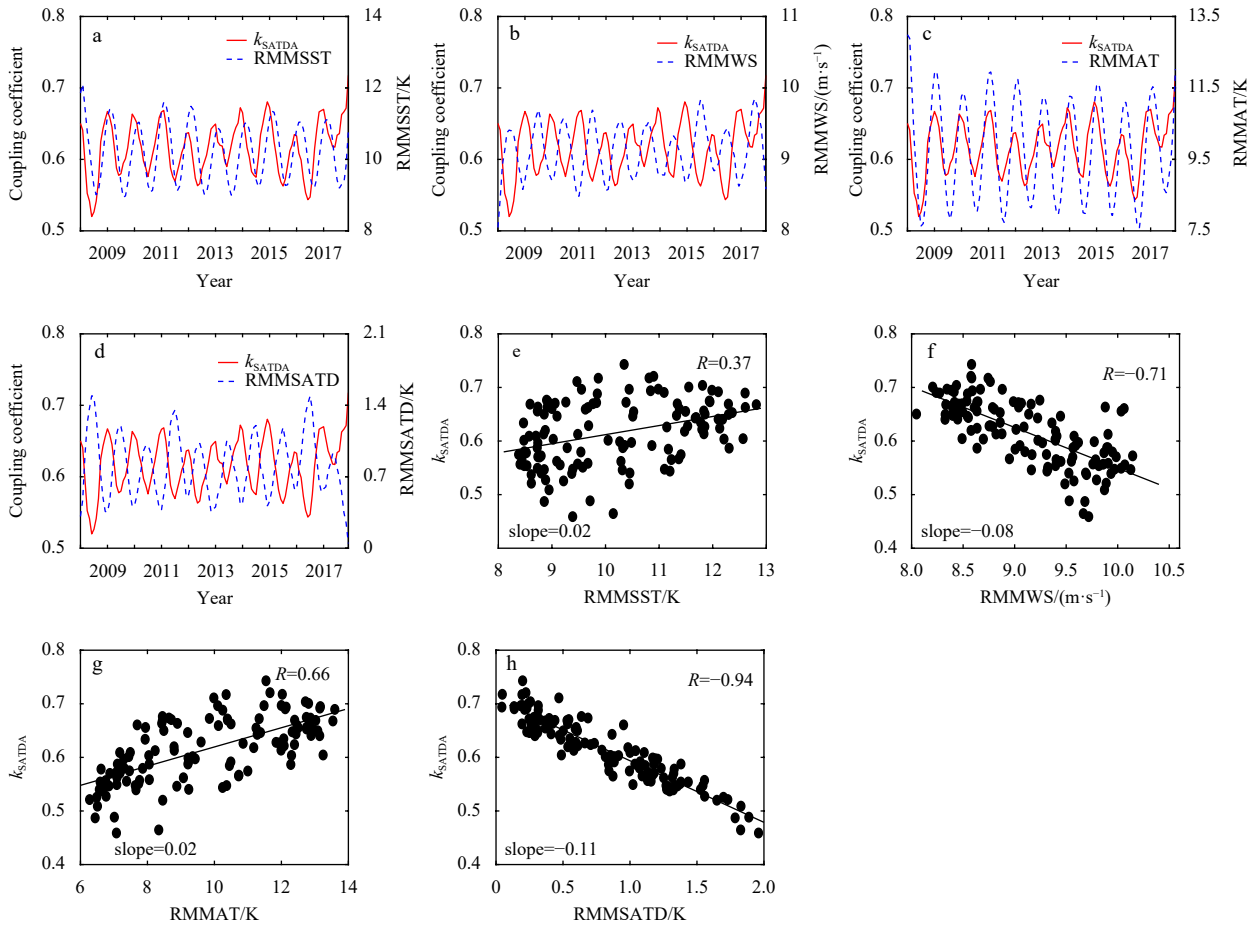 a
k_SATDA
RMMSST
Coupling coefficient
0.8
0.7
0.6
0.5
14
12
10
8
RMMSST/K
2009 2011 2013 2015 2017
Year
b
k_SATDA
RMMWS
Coupling coefficient
0.8
0.7
0.6
0.5
11
10
9
8
RMMWS/(m·s⁻¹)
2009 2011 2013 2015 2017
Year
c
k_SATDA
RMMAT
Coupling coefficient
0.8
0.7
0.6
0.5
13.5
11.5
9.5
7.5
RMMAT/K
2009 2011 2013 2015 2017
Year
d
k_SATDA
RMMSATD
Coupling coefficient
0.8
0.7
0.6
0.5
2.1
1.4
0.7
0
RMMSATD/K
2009 2011 2013 2015 2017
Year
e
R=0.37
k_SATDA
0.8
0.7
0.6
0.5
slope=0.02
8 9 10 11 12 13
RMMSST/K
f
R=−0.71
k_SATDA
0.8
0.7
0.6
0.5
0.4
slope=−0.08
8.0 8.5 9.0 9.5 10.0 10.5
RMMWS/(m·s⁻¹)
g
R=0.66
k_SATDA
0.8
0.7
0.6
0.5
0.4
slope=0.02
6 8 10 12 14
RMMAT/K
h
R=−0.94
k_SATDA
0.8
0.7
0.6
0.5
0.4
slope=−0.11
0 0.5 1.0 1.5 2.0
RMMSATD/K